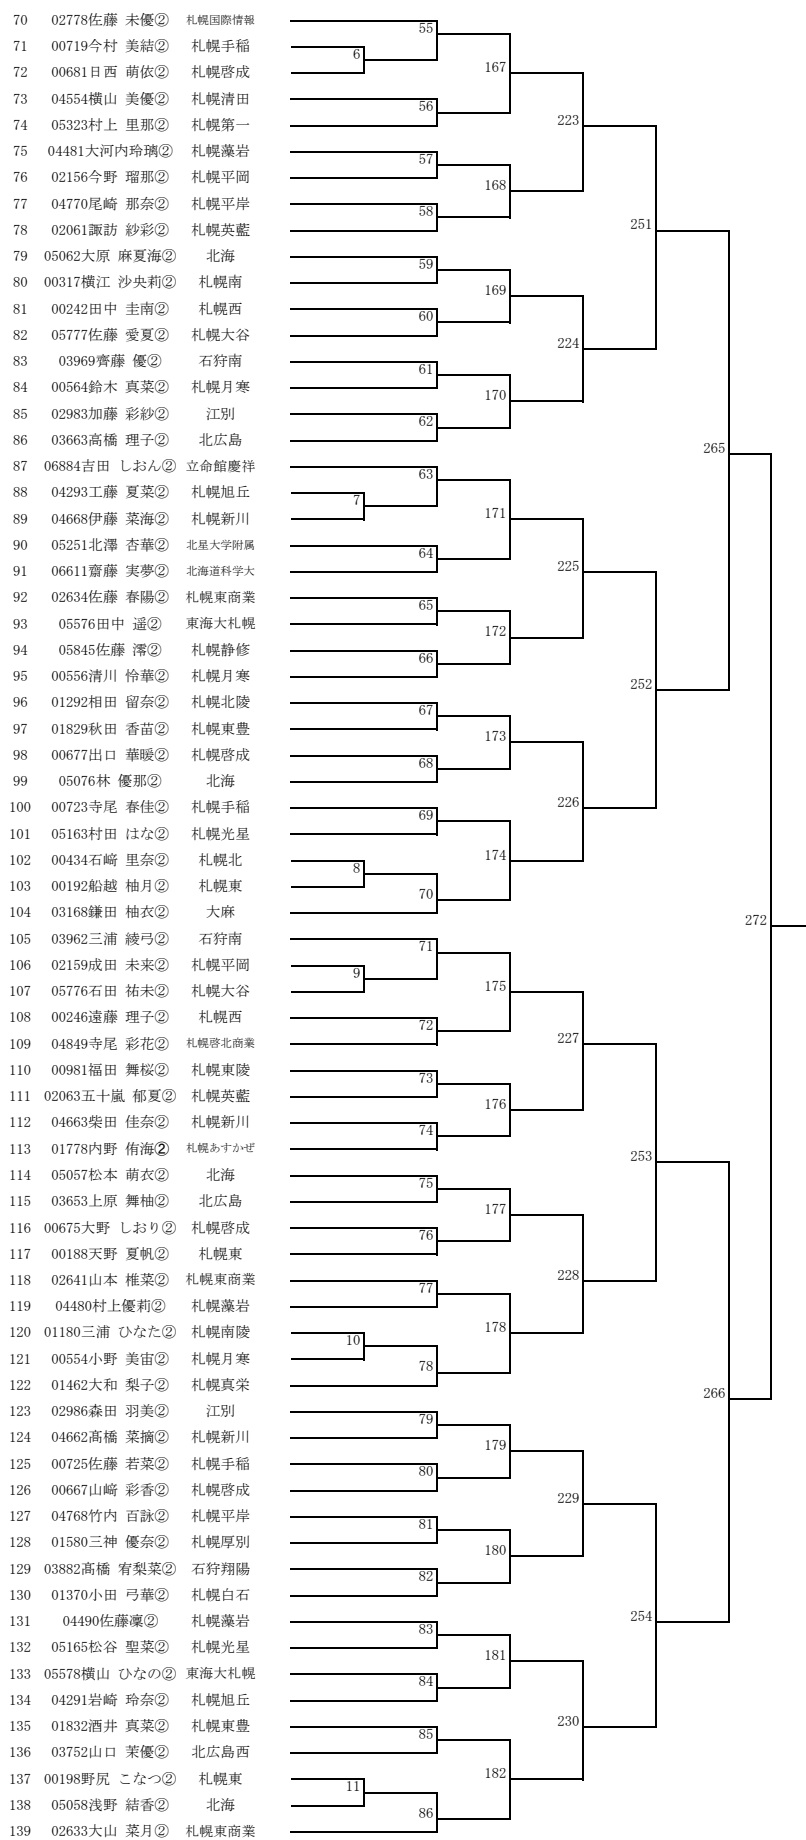 70 02778佐藤 未優② 札幌国際情報
55
71 00719今村 美結② 札幌手稲
6
72 00681日西 萌依② 札幌啓成
167
73 04554横山 美優② 札幌清田
56
74 05323村上 里那② 札幌第一
223
75 04481大河内玲璃② 札幌藻岩
57
76 02156今野 瑠那② 札幌平岡
168
77 04770尾崎 那奈② 札幌平岸
58
78 02061諏訪 紗彩② 札幌英藍
251
79 05062大原 麻夏海② 北海
59
80 00317横江 沙央莉② 札幌南
169
81 00242田中 圭南② 札幌西
60
82 05777佐藤 愛夏② 札幌大谷
224
83 03969齊藤 優② 石狩南
61
84 00564鈴木 真菜② 札幌月寒
170
85 02983加藤 彩紗② 江別
62
86 03663高橋 理子② 北広島
265
87 06884吉田 しおん② 立命館慶祥
63
88 04293工藤 夏菜② 札幌旭丘
7
89 04668伊藤 菜海② 札幌新川
171
90 05251北澤 杏華② 北星大学附属
64
91 06611齋藤 実夢② 北海道科学大
225
92 02634佐藤 春陽② 札幌東商業
65
93 05576田中 遥② 東海大札幌
172
94 05845佐藤 澪② 札幌静修
66
95 00556清川 怜華② 札幌月寒
252
96 01292相田 留奈② 札幌北陵
67
97 01829秋田 香苗② 札幌東豊
173
98 00677出口 華暖② 札幌啓成
68
99 05076林 優那② 北海
226
100 00723寺尾 春佳② 札幌手稲
69
101 05163村田 はな② 札幌光星
174
102 00434石﨑 里奈② 札幌北
8
103 00192船越 柚月② 札幌東
70
104 03168鎌田 柚衣② 大麻
272
105 03962三浦 綾弓② 石狩南
71
106 02159成田 未来② 札幌平岡
9
107 05776石田 祐未② 札幌大谷
175
108 00246遠藤 理子② 札幌西
72
109 04849寺尾 彩花② 札幌啓北商業
227
110 00981福田 舞桜② 札幌東陵
73
111 02063五十嵐 郁夏② 札幌英藍
176
112 04663柴田 佳奈② 札幌新川
74
113 01778内野 侑海② 札幌あすかぜ
253
114 05057松本 萌衣② 北海
75
115 03653上原 舞柚② 北広島
177
116 00675大野 しおり② 札幌啓成
76
117 00188天野 夏帆② 札幌東
228
118 02641山本 椎菜② 札幌東商業
77
119 04480村上優莉② 札幌藻岩
178
120 01180三浦 ひなた② 札幌南陵
10
121 00554小野 美宙② 札幌月寒
78
122 01462大和 梨子② 札幌真栄
266
123 02986森田 羽美② 江別
79
124 04662髙橋 菜摘② 札幌新川
179
125 00725佐藤 若菜② 札幌手稲
80
126 00667山﨑 彩香② 札幌啓成
229
127 04768竹内 百詠② 札幌平岸
81
128 01580三神 優奈② 札幌厚別
180
129 03882髙橋 宥梨菜② 石狩翔陽
82
130 01370小田 弓華② 札幌白石
254
131 04490佐藤凜② 札幌藻岩
83
132 05165松谷 聖菜② 札幌光星
181
133 05578横山 ひなの② 東海大札幌
84
134 04291岩崎 玲奈② 札幌旭丘
230
135 01832酒井 真菜② 札幌東豊
85
136 03752山口 茉優② 北広島西
182
137 00198野尻 こなつ② 札幌東
11
138 05058浅野 結香② 北海
86
139 02633大山 菜月② 札幌東商業